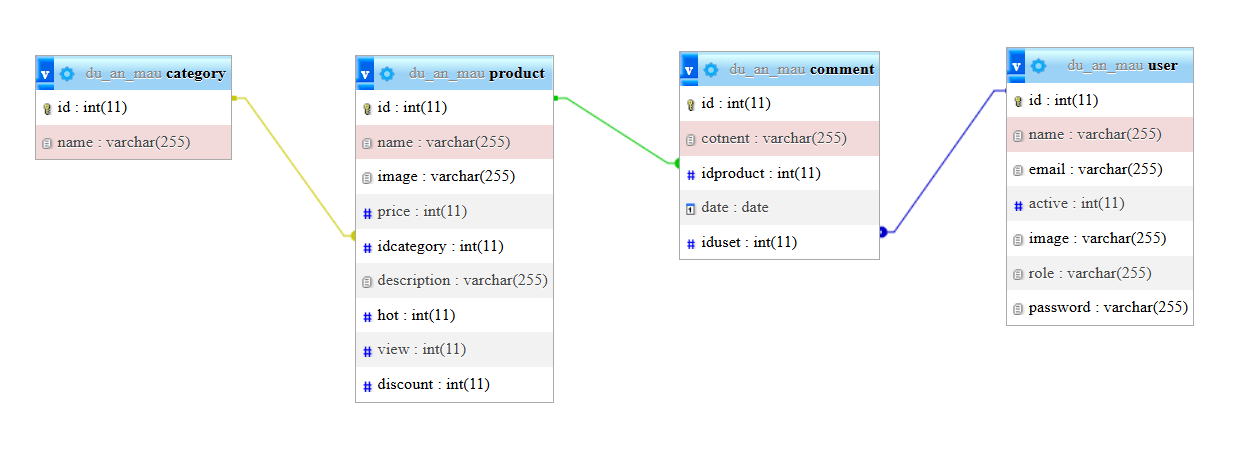 v du_an_mau category
id : int(11)
name : varchar(255)
v du_an_mau product
id : int(11)
name : varchar(255)
image : varchar(255)
# price : int(11)
# idcategory : int(11)
description : varchar(255)
# hot : int(11)
# view : int(11)
# discount : int(11)
v du_an_mau comment
id : int(11)
cotnent : varchar(255)
# idproduct : int(11)
date : date
# iduset : int(11)
v du_an_mau user
id : int(11)
name : varchar(255)
email : varchar(255)
# active : int(11)
image : varchar(255)
role : varchar(255)
password : varchar(255)